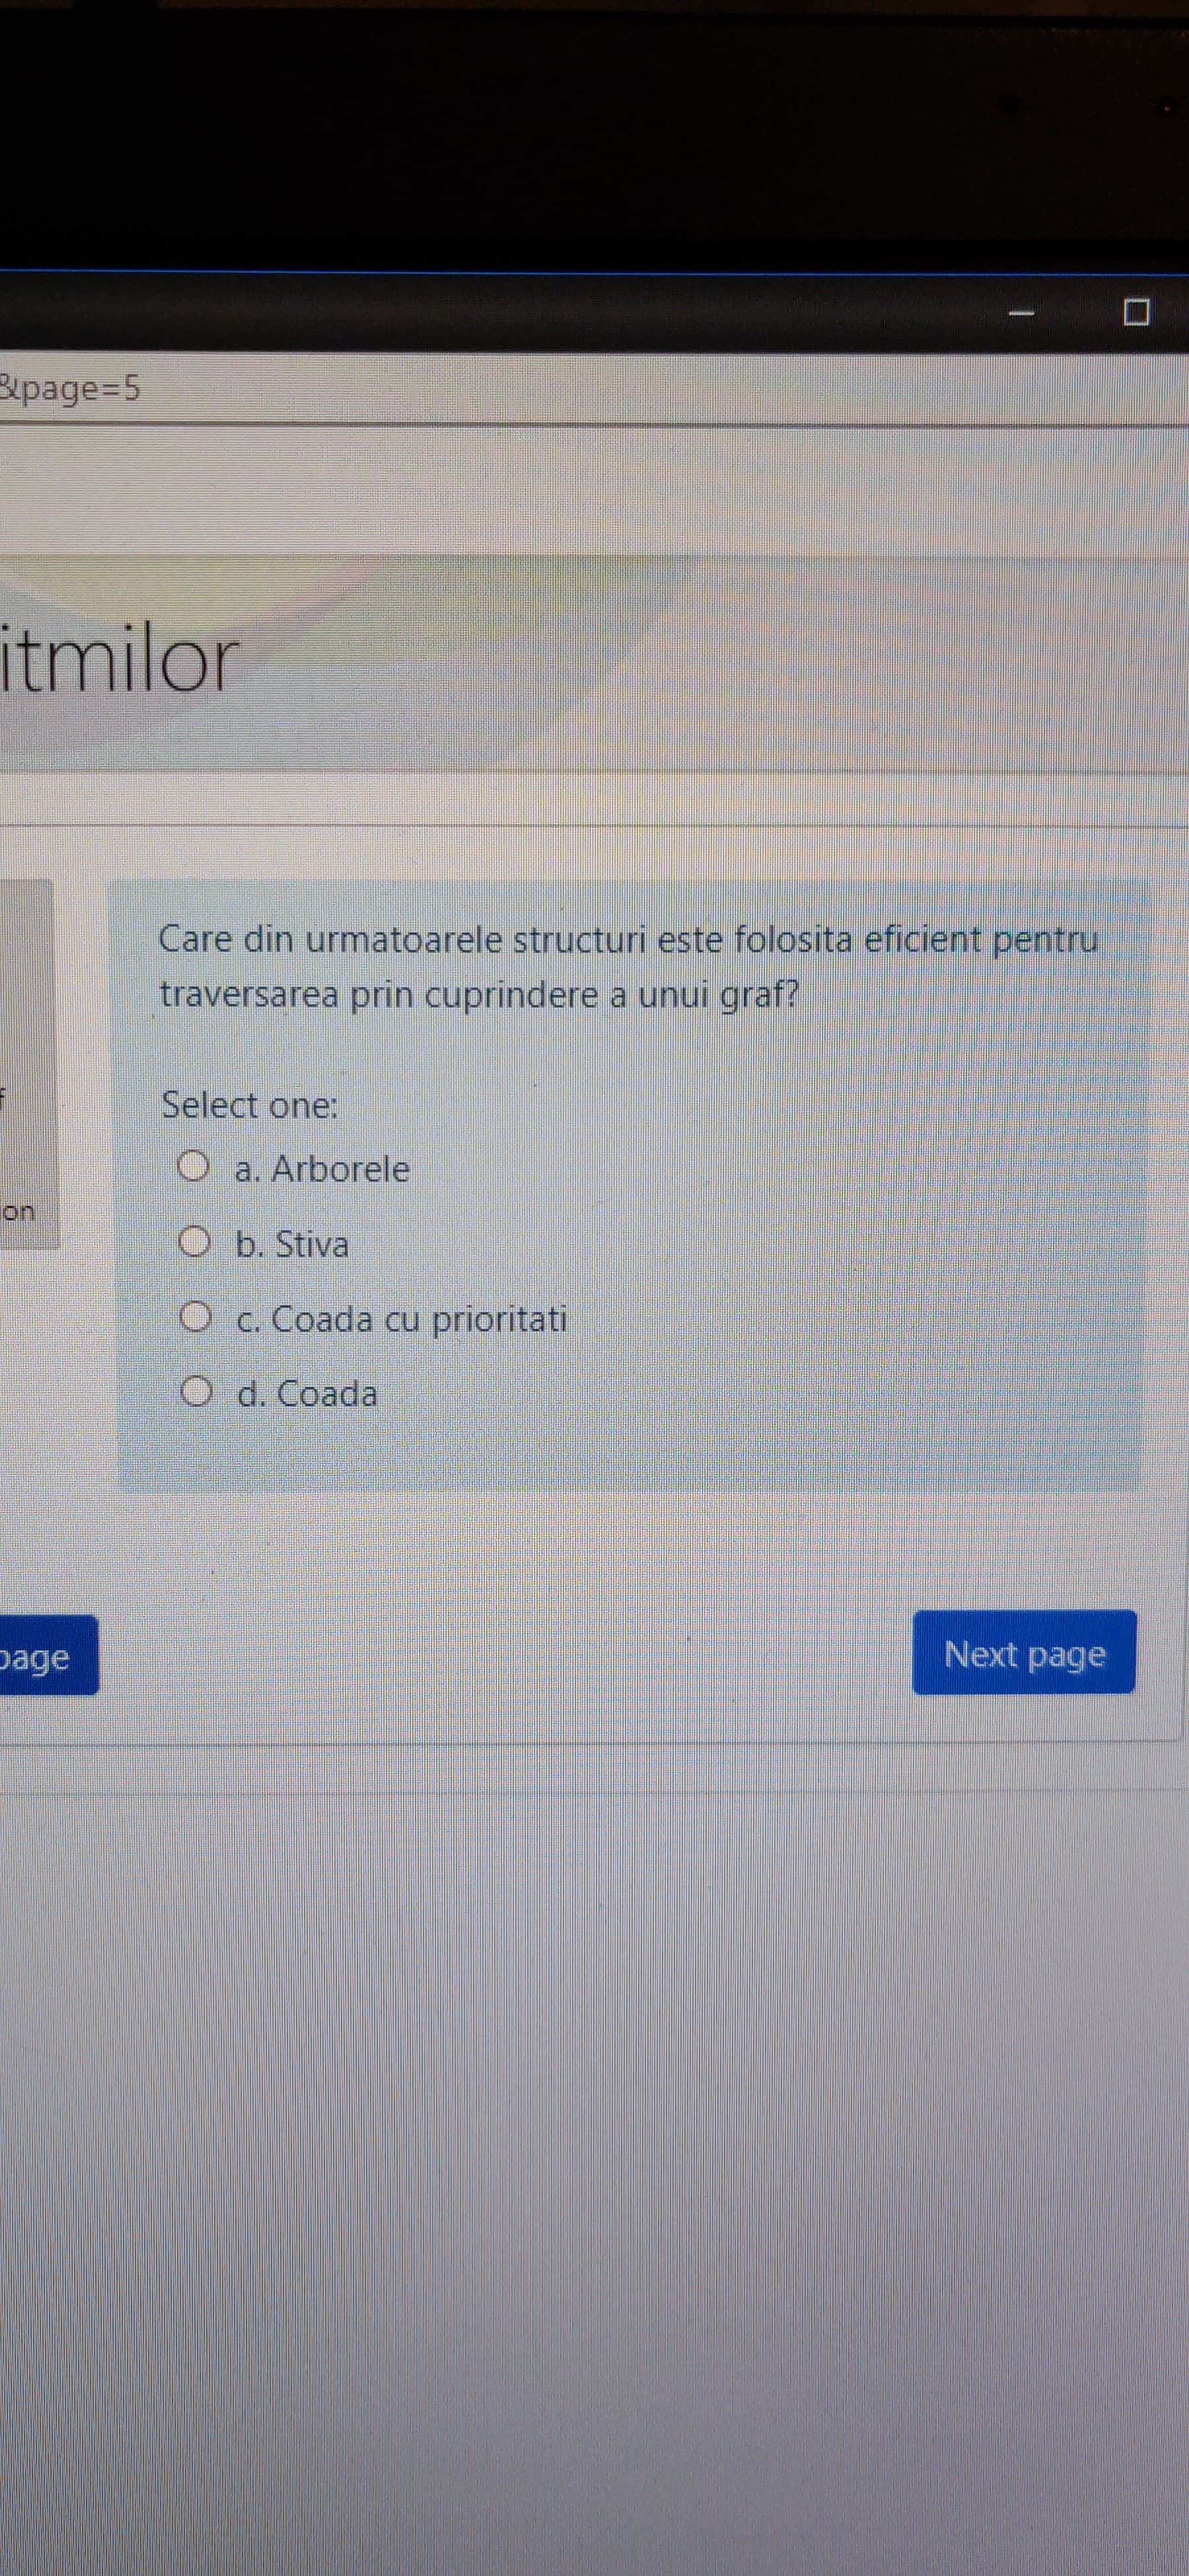 &page=5
itmilor
Care din urmatoarele structuri este folosita eficient pentru
traversarea prin cuprindere a unui graf?
Select one:
a. Arborele
on
b. Stiva
c. Coada cu prioritati
d. Coada
page
Next page